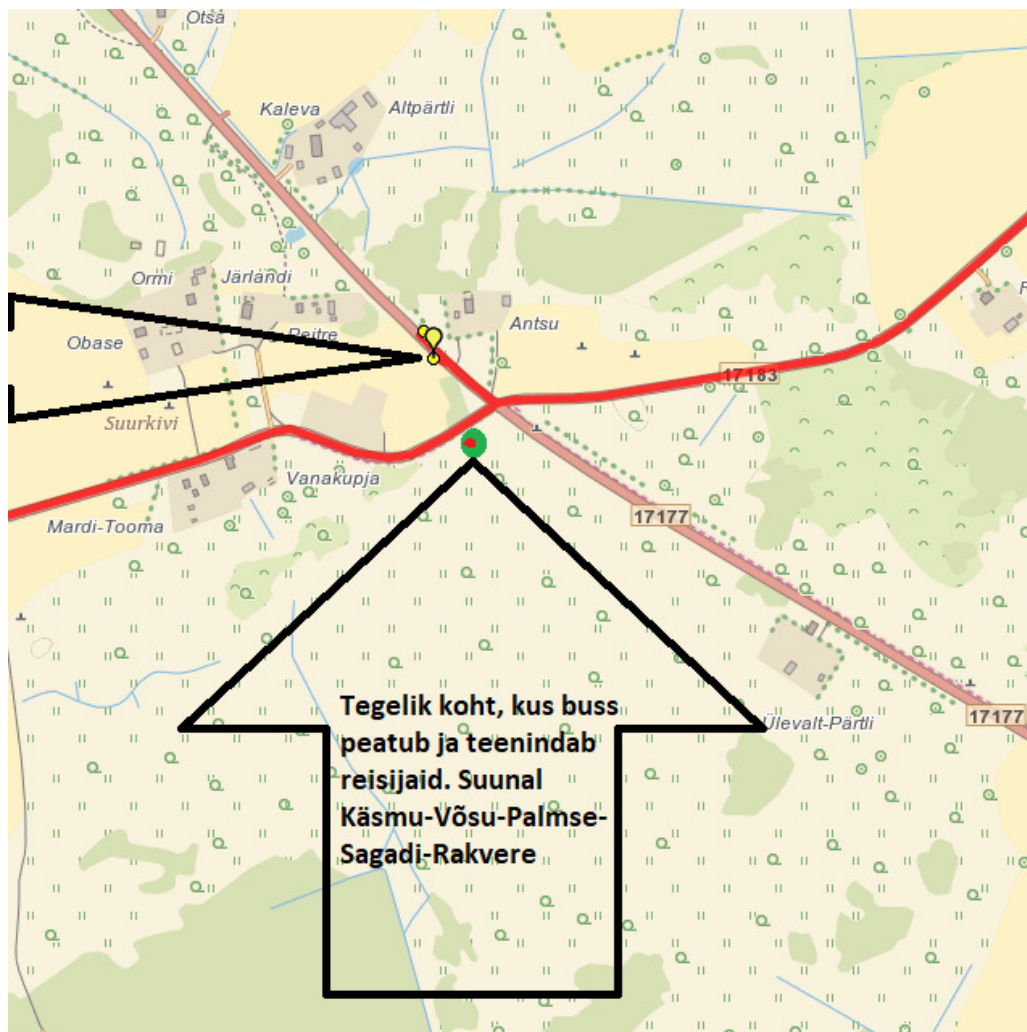 Otsa
Kaleva
Altpärtli
Ormi
Järlandi
Antsu
Obase
17183
Suurkivi
Vanakupja
Mardi-Tooma
17177
Tegelik koht, kus buss
peatub ja teenindab
reisijaid. Suunal
Käsmu-Võsu-Palmse-
Sagadi-Rakvere
Ülevalt-Pärtli
17177